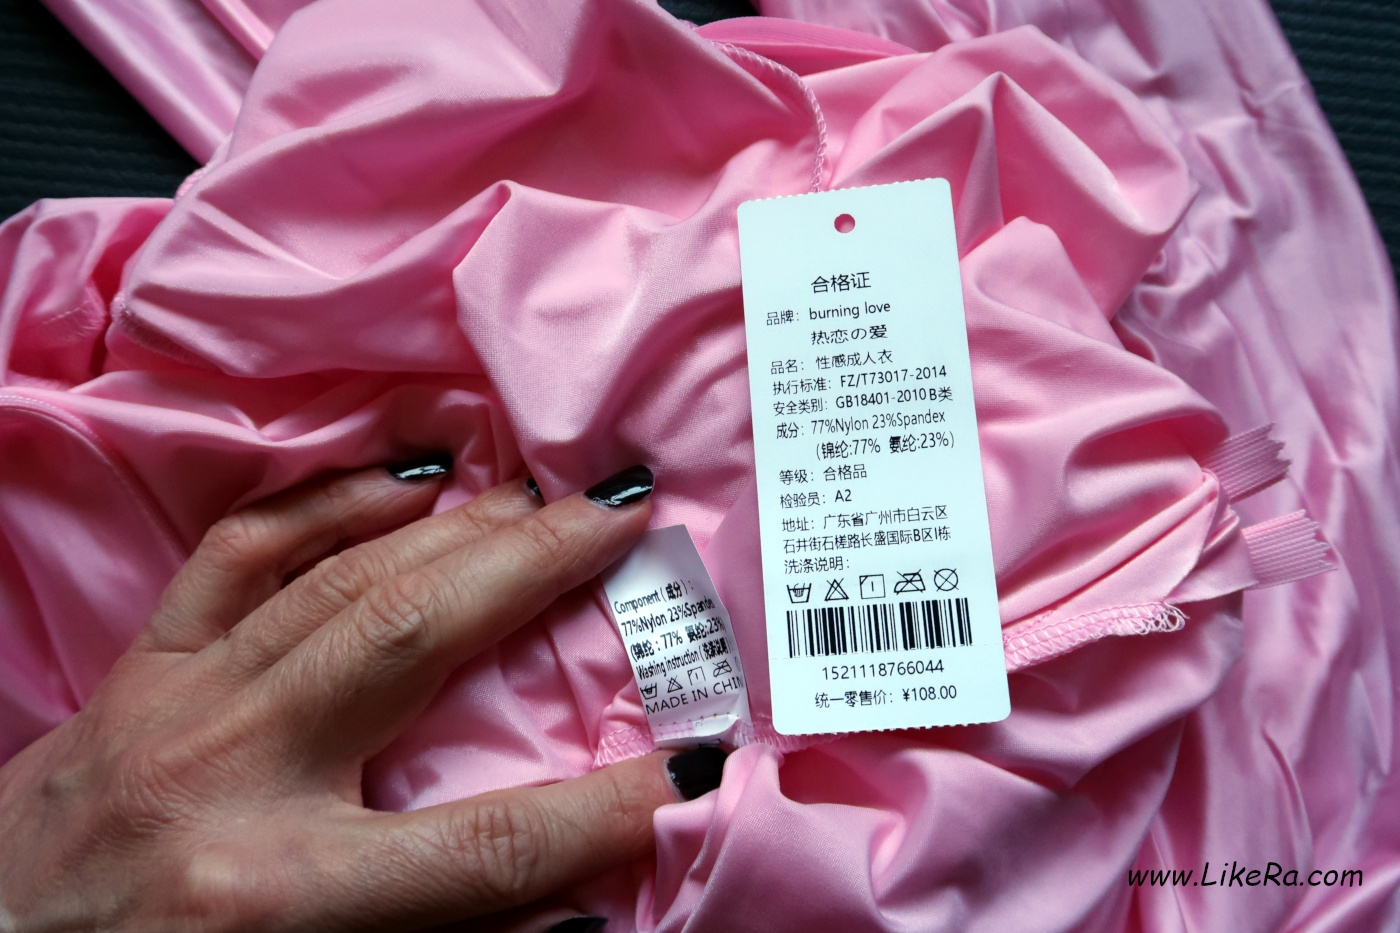 合格证
品牌：burning love
热恋の爱
品名：性感成人衣
执行标准：FZ/T73017-2014
安全类别：GB18401-2010 B类
成分：77%Nylon 23%Spandex
(锦纶:77% 氨纶:23%)
等级：合格品
检验员：A2
地址：广东省广州市白云区
石井街石槎路长盛国际B区I栋
洗涤说明：
1521118766044
统一零售价：¥108.00
Component (成分)：
77%Nylon 23%Spandex
(锦纶：77% 氨纶:23%
Washing instruction (洗涤说明)
MADE IN CHIN
www.LikeRa.com